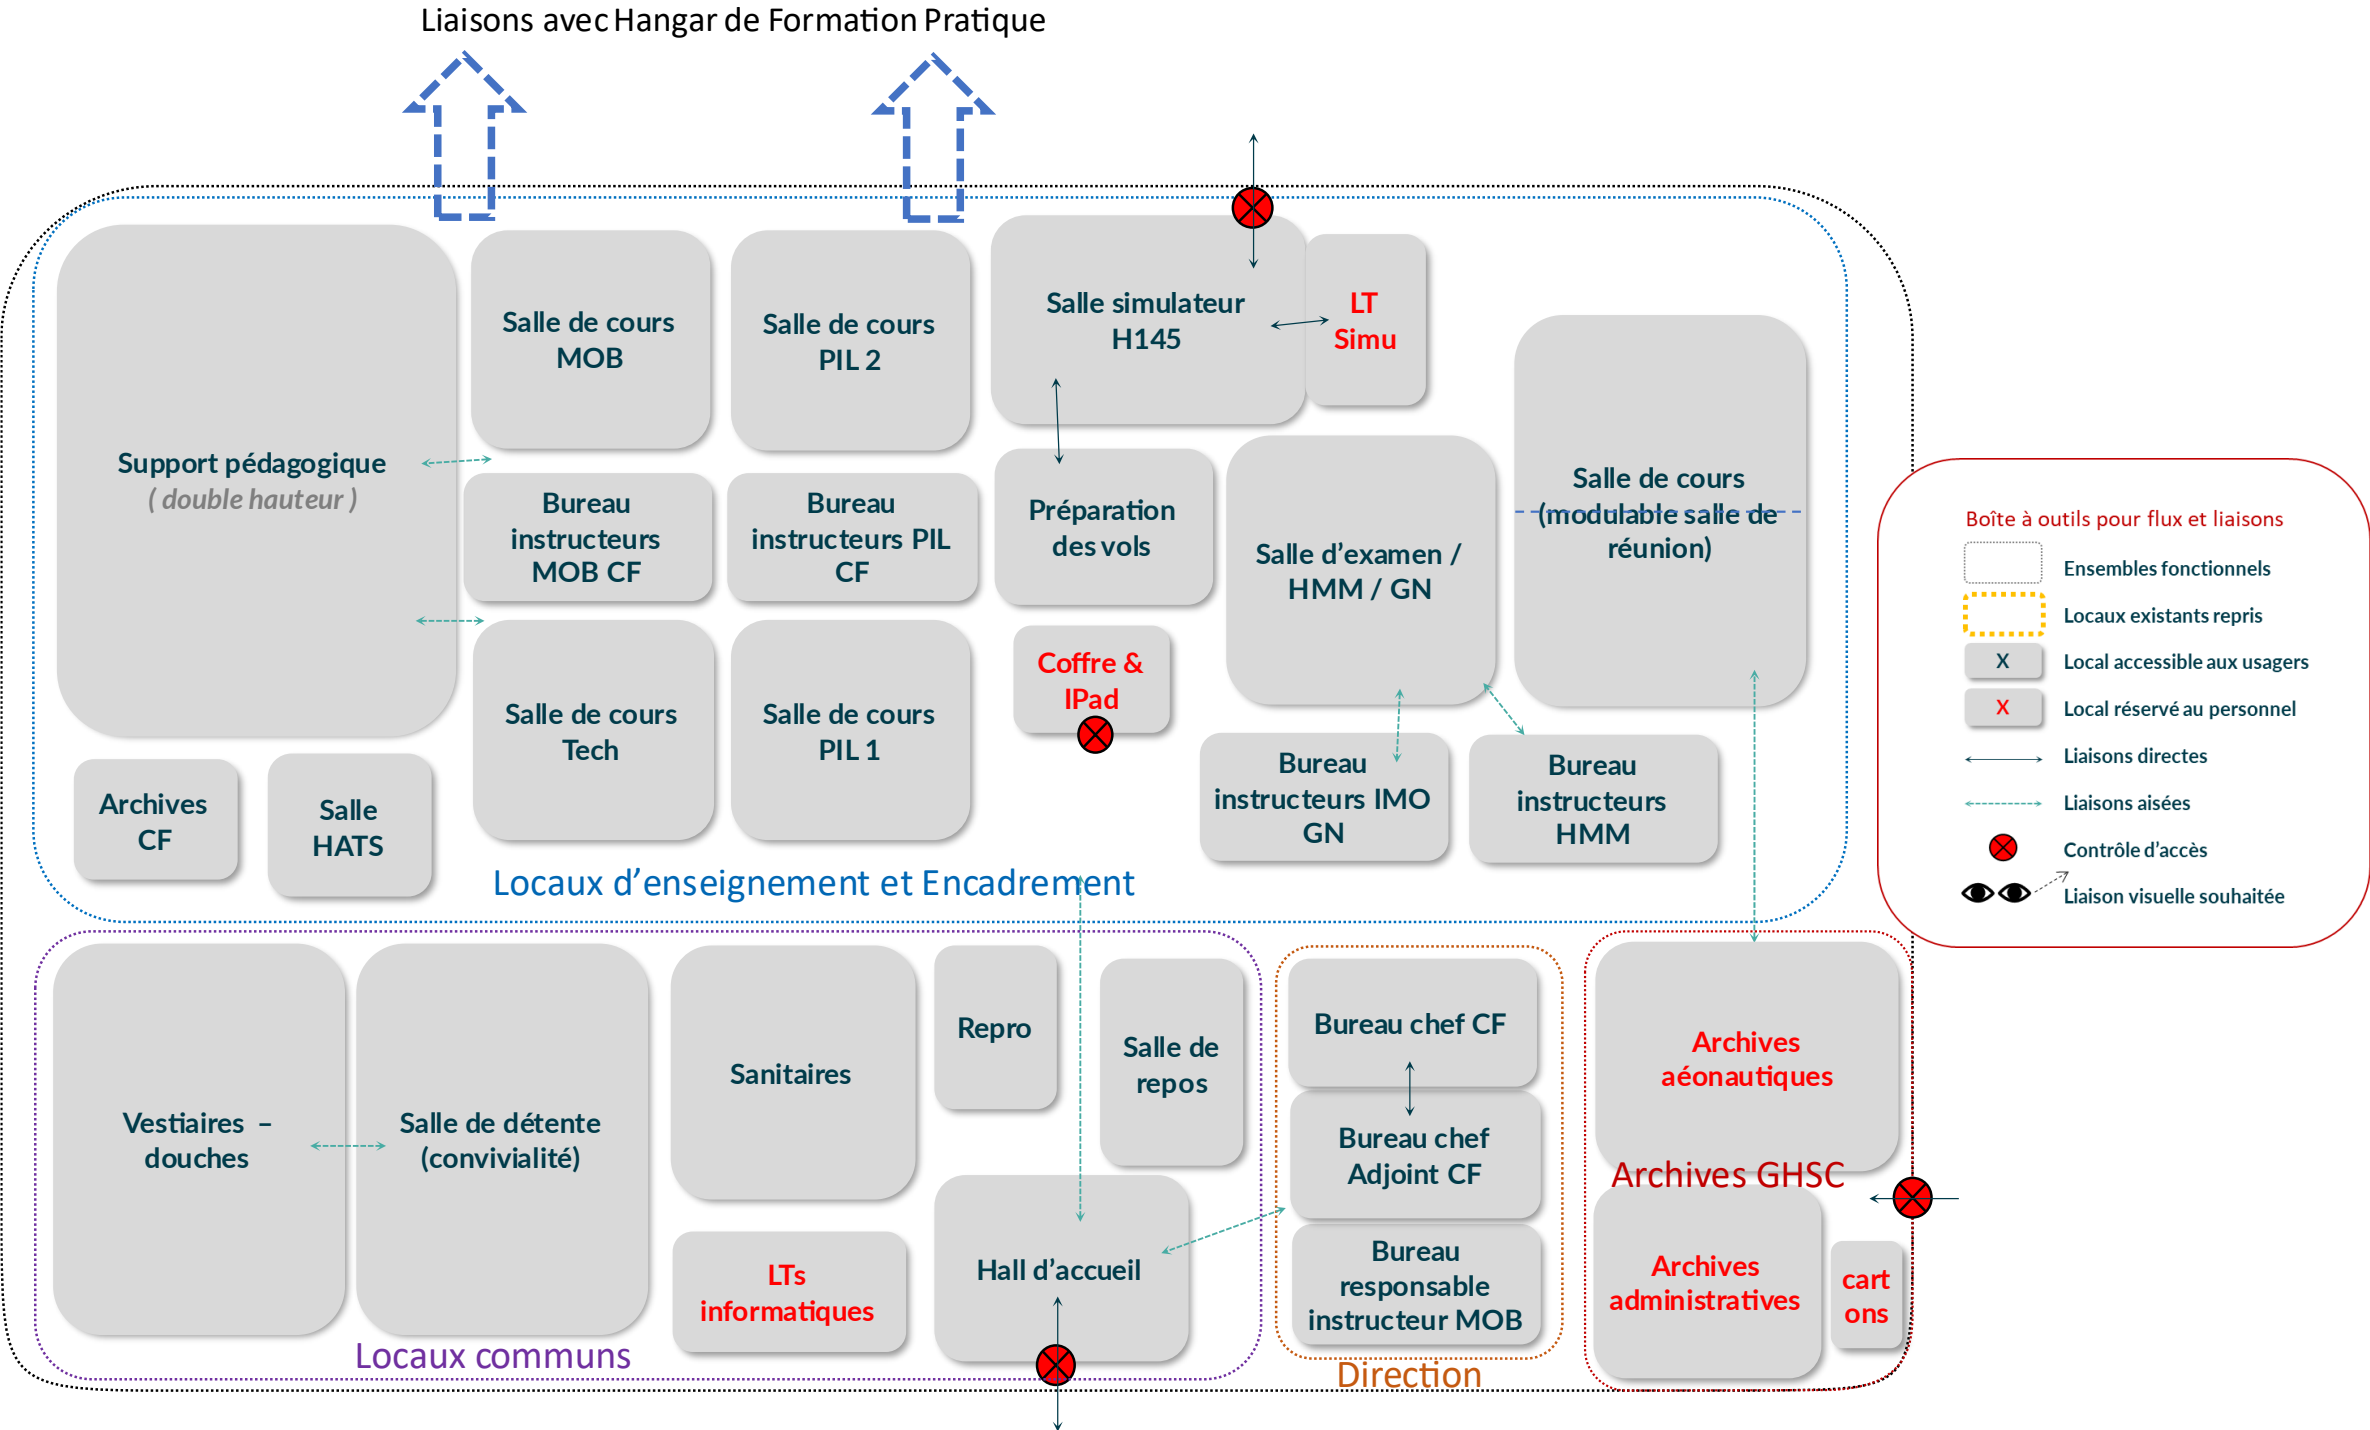 Liaisons avec Hangar de Formation Pratique
Support pédagogique
( double hauteur )
Salle de cours
MOB
Salle de cours
PIL 2
Salle simulateur
H145
LT
Simu
Bureau
instructeurs
MOB CF
Bureau
instructeurs PIL
CF
Préparation
des vols
Salle d’examen /
HMM / GN
Salle de cours
(modulable salle de
réunion)
Salle de cours
Tech
Salle de cours
PIL 1
Coffre &
IPad
Archives
CF
Salle
HATS
Bureau
instructeurs IMO
GN
Bureau
instructeurs
HMM
Locaux d’enseignement et Encadrement
Vestiaires –
douches
Salle de détente
(convivialité)
Sanitaires
Repro
Salle de
repos
LTs
informatiques
Hall d’accueil
Locaux communs
Bureau chef CF
Bureau chef
Adjoint CF
Bureau
responsable
instructeur MOB
Direction
Archives
aéonautiques
Archives GHSC
Archives
administratives
cart
ons
Boîte à outils pour flux et liaisons
Ensembles fonctionnels
Locaux existants repris
X Local accessible aux usagers
X Local réservé au personnel
Liaisons directes
Liaisons aisées
Contrôle d’accès
Liaison visuelle souhaitée